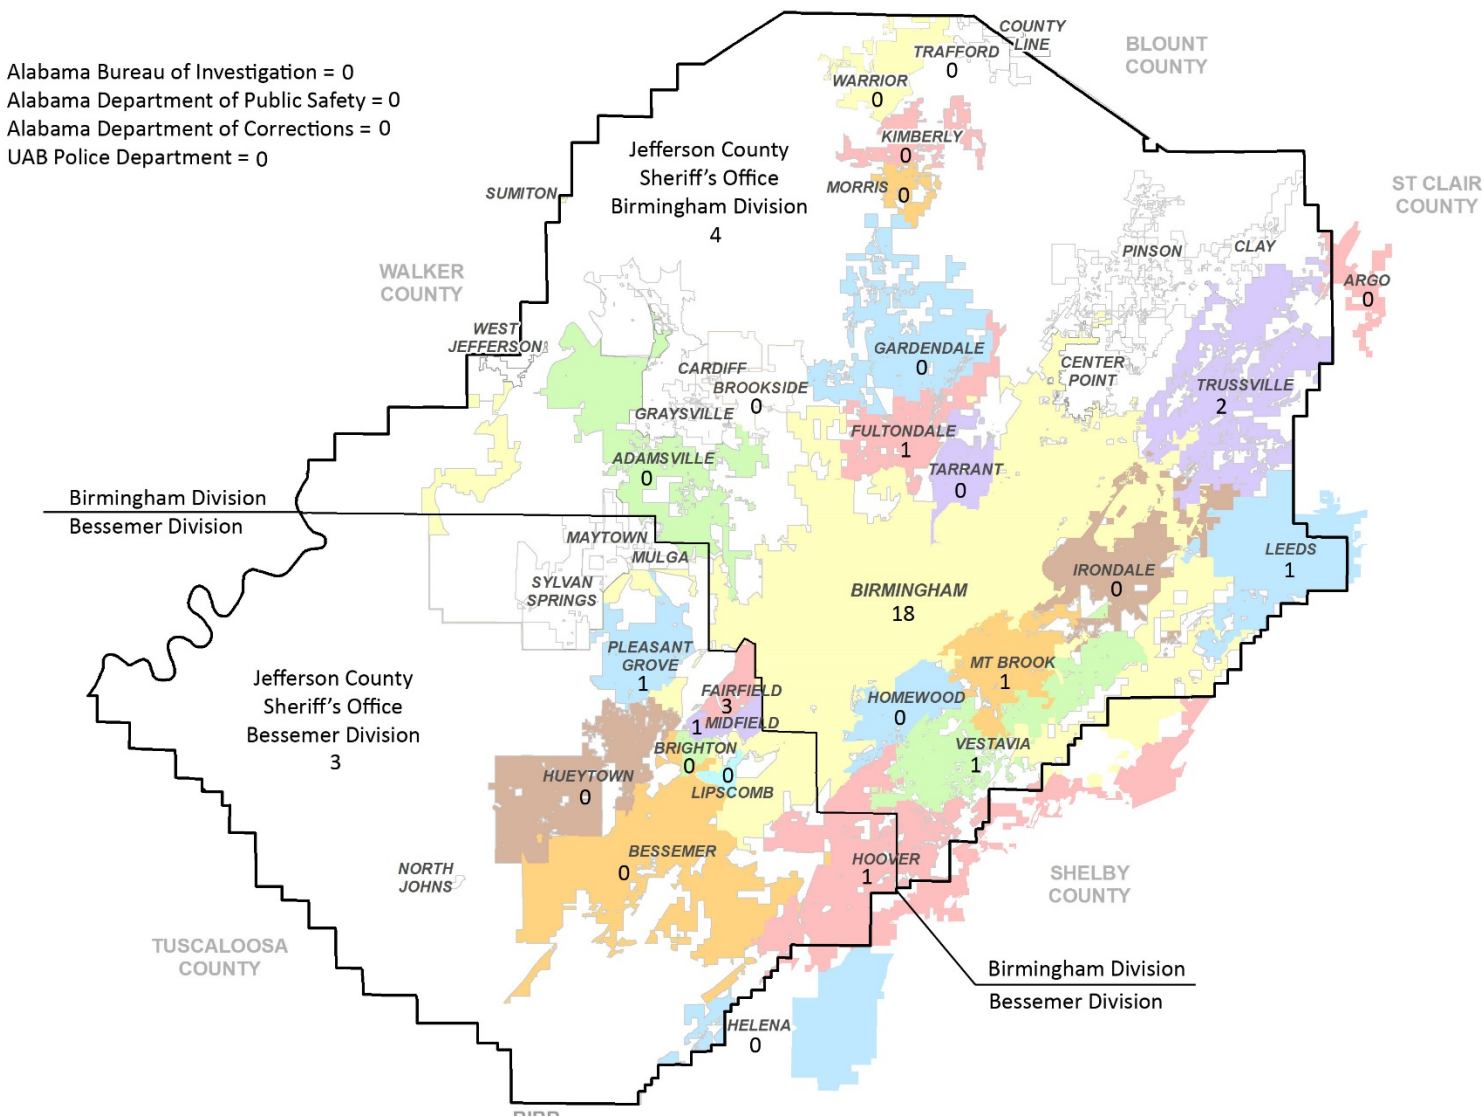 COUNTY
LINE
BLOUNT
COUNTY
TRAFFORD
0
Alabama Bureau of Investigation = 0
Alabama Department of Public Safety = 0
Alabama Department of Corrections = 0
UAB Police Department = 0
WARRIOR
0
KIMBERLY
0
Jefferson County
Sheriff's Office
Birmingham Division
4
MORRIS
0
SUMITON
ST CLAIR
COUNTY
PINSON
CLAY
WALKER
COUNTY
ARGO
0
WEST
JEFFERSON
GARDENDALE
0
CARDIFF
BROOKSIDE
0
CENTER
POINT
TRUSSVILLE
2
GRAYSVILLE
FULTONDALE
1
ADAMSVILLE
0
TARRANT
0
Birmingham Division
Bessemer Division
MAYTOWN
MULGA
LEEDS
1
SYLVAN
SPRINGS
BIRMINGHAM
18
IRONDALE
0
PLEASANT
GROVE
1
MT BROOK
1
Jefferson County
Sheriff's Office
Bessemer Division
3
FAIRFIELD
3
HOMEWOOD
0
1
MIDFIELD
BRIGHTON
0
VESTAVIA
1
HUEYTOWN
0
0
LIPSCOMB
BESSEMER
0
HOOVER
1
NORTH
JOHNS
SHELBY
COUNTY
TUSCALOOSA
COUNTY
Birmingham Division
Bessemer Division
HELENA
0
BIBB